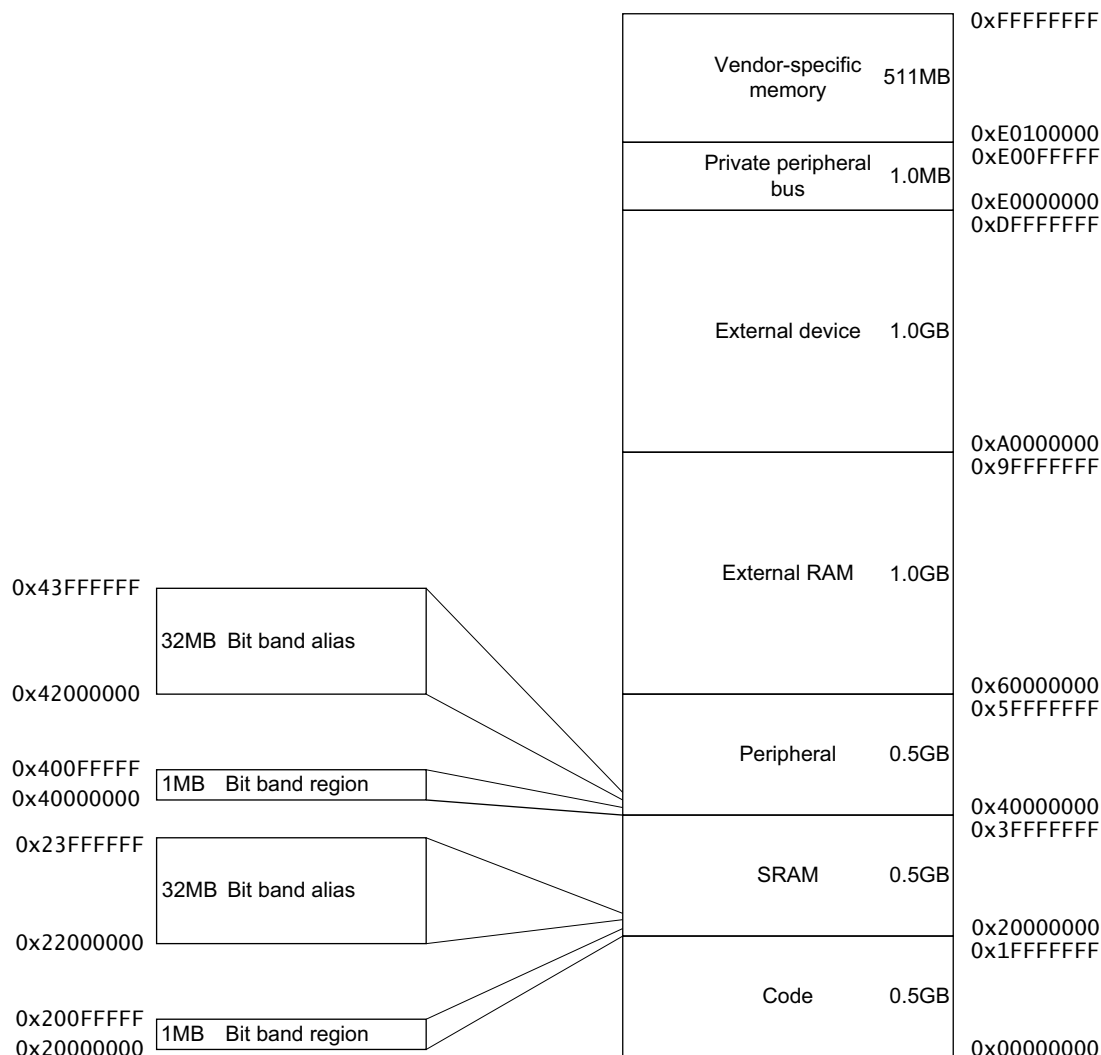 0xFFFFFFFF
Vendor-specific
memory
511MB
0xE0100000
0xE00FFFFF
Private peripheral
bus
1.0MB
0xE0000000
0xDFFFFFFF
External device 1.0GB
0xA0000000
0x9FFFFFFF
External RAM 1.0GB
0x43FFFFFF
32MB Bit band alias
0x42000000
0x60000000
0x5FFFFFFF
Peripheral 0.5GB
0x400FFFFF
1MB Bit band region
0x40000000
0x40000000
0x3FFFFFFF
0x23FFFFFF
32MB Bit band alias
0x22000000
SRAM 0.5GB
0x20000000
0x1FFFFFFF
Code 0.5GB
0x200FFFFF
1MB Bit band region
0x20000000
0x00000000